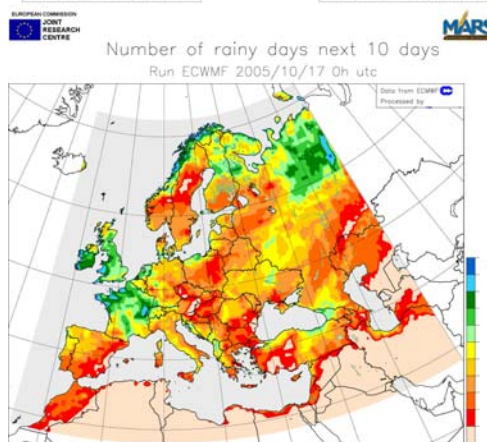 EUROPEAN COMMISSION
JOINT
RESEARCH
CENTRE
MARS
Number of rainy days next 10 days
Run ECWMF 2005/10/17 0h utc
Data from ECMWF
Processed by